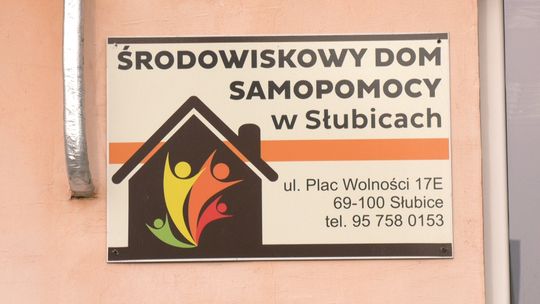 ŚRODOWISKOWY DOM
SAMOPOMOCY
w Słubicach
ul. Plac Wolności 17E
69-100 Słubice
tel. 95 758 0153